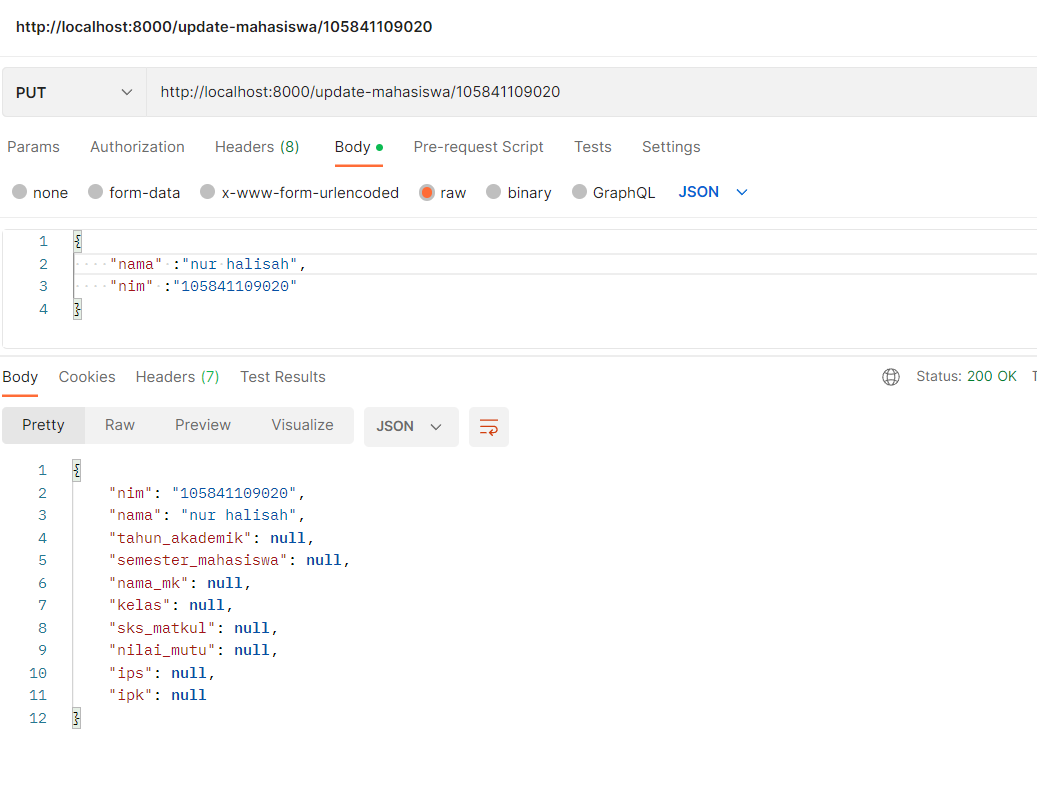 http://localhost:8000/update-mahasiswa/105841109020
PUT http://localhost:8000/update-mahasiswa/105841109020
Params Authorization Headers (8) Body Pre-request Script Tests Settings
none form-data x-www-form-urlencoded raw binary GraphQL JSON
1 {
2 ····"nama"·:"nur·halisah",
3 ····"nim"·:"105841109020"
4 }
Body Cookies Headers (7) Test Results Status: 200 OK
Pretty Raw Preview Visualize JSON
1 {
2 "nim": "105841109020",
3 "nama": "nur halisah",
4 "tahun_akademik": null,
5 "semester_mahasiswa": null,
6 "nama_mk": null,
7 "kelas": null,
8 "sks_matkul": null,
9 "nilai_mutu": null,
10 "ips": null,
11 "ipk": null
12 }